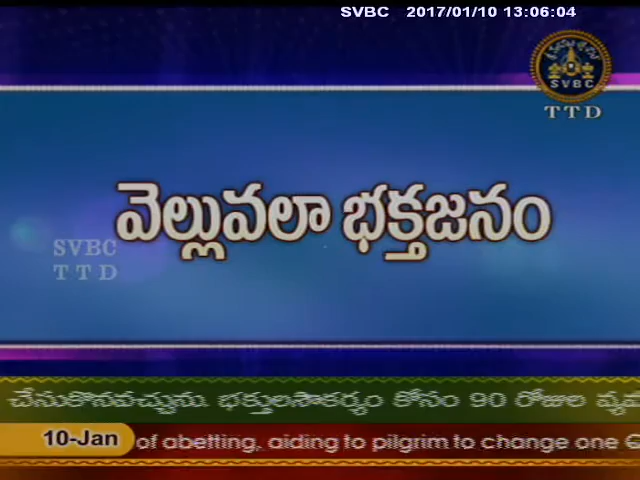 SVBC 2017/01/10 13:06:04
SVBC
TTD
వెల్లువలా భక్తజనం
SVBC
TTD
చేసుకొనవచ్చును. భక్తులసౌకర్యం కోసం 90 రోజుల
10-Jan of abetting, aiding to pilgrim to change one